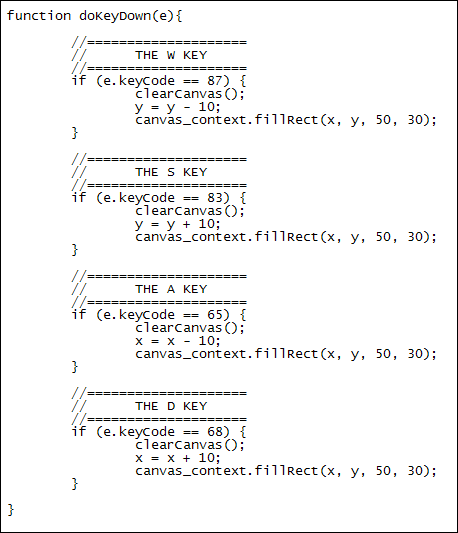 function doKeyDown(e){
//====================
//      THE W KEY
//====================
if (e.keyCode == 87) {
clearCanvas();
y = y - 10;
canvas_context.fillRect(x, y, 50, 30);
}
//====================
//      THE S KEY
//====================
if (e.keyCode == 83) {
clearCanvas();
y = y + 10;
canvas_context.fillRect(x, y, 50, 30);
}
//====================
//      THE A KEY
//====================
if (e.keyCode == 65) {
clearCanvas();
x = x - 10;
canvas_context.fillRect(x, y, 50, 30);
}
//====================
//      THE D KEY
//====================
if (e.keyCode == 68) {
clearCanvas();
x = x + 10;
canvas_context.fillRect(x, y, 50, 30);
}
}